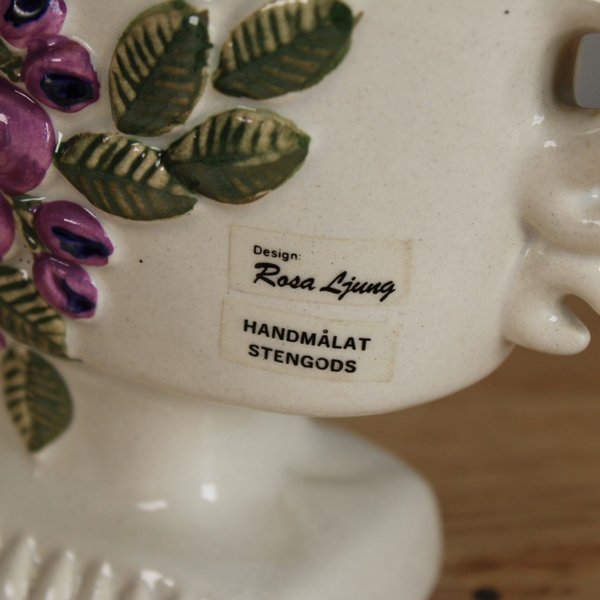 Design:
Rosa Ljung
HANDMÅLAT
STENGODS